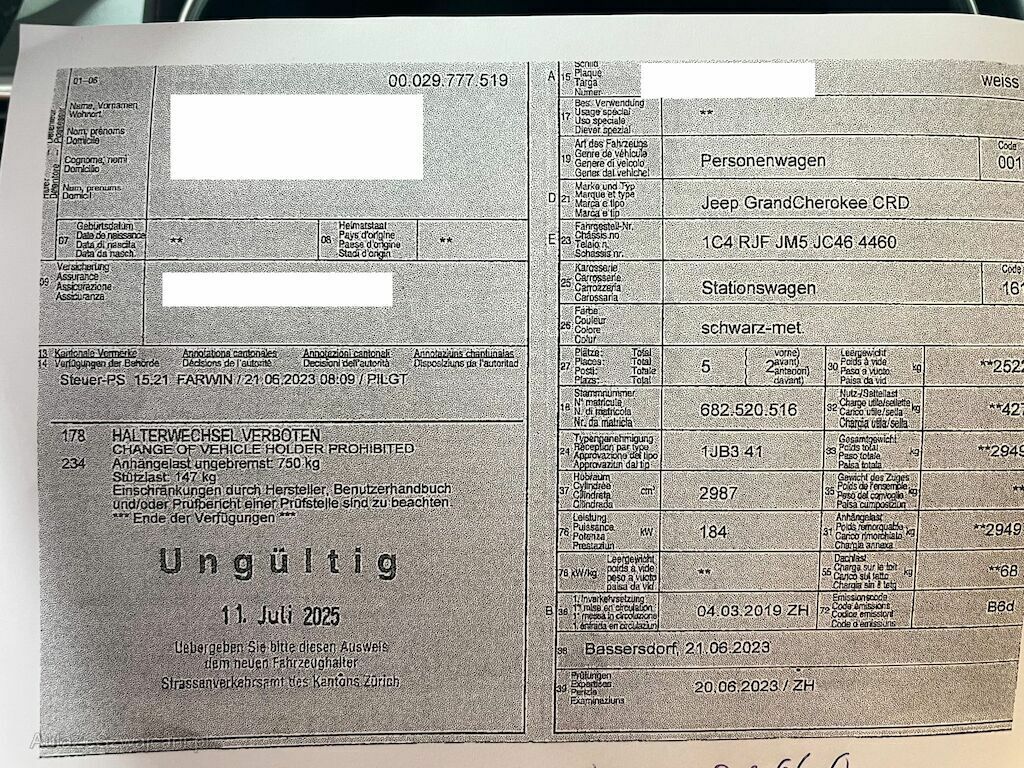 01-06
00.029.777.519
Name, Vornamen
Wohnort
Nom, prénoms
Domicile
Cognome, nomi
Domicilio
Num, prenums
Domicil
07 Geburtsdatum
Date de naissance
Data di nascita
Data da nasch.
**
08 Heimatstaat
Pays d'origine
Paese d'origine
Stadi d'origin
**
09 Versicherung
Assurance
Assicurazione
Assicuranza
13 Kantonale Vermerke Annotations cantonales Annotazioni cantonali Annotaziuns chantunalas
14 Verfügungen der Behörde Décisions de l'autorité Decisioni dell'autorità Disposiziuns da l'autoritad
Steuer-PS 15.21 FARWIN / 21.06.2023 08:09 / PILGT
178 HALTERWECHSEL VERBOTEN
CHANGE OF VEHICLE HOLDER PROHIBITED
234 Anhängelast ungebremst: 750 kg
Stützlast: 147 kg
Einschränkungen durch Hersteller, Benutzerhandbuch
und/oder Prüfbericht einer Prüfstelle sind zu beachten.
*** Ende der Verfügungen ***
Ungültig
11. Juli 2025
Uebergeben Sie bitte diesen Ausweis
dem neuen Fahrzeughalter
Strassenverkehrsamt des Kantons Zürich
A 15 Schild
Plaque
Targa
Numer
weiss
17 Bes. Verwendung
Usage spécial
Uso speciale
Diever spezial
**
19 Art des Fahrzeugs
Genre de véhicule
Genere di veicolo
Gener dal vehichel
Personenwagen
Code
001
D 21 Marke und Typ
Marque et type
Marca e tipo
Marca e tip
Jeep GrandCherokee CRD
E 23 Fahrgestell-Nr.
Châssis no
Telaio n.
Schassis nr.
1C4 RJF JM5 JC46 4460
25 Karosserie
Carrosserie
Carrozzeria
Carossaria
Stationswagen
Code
161
26 Farbe
Couleur
Colore
Colur
schwarz-met.
27 Plätze: Total
Places: Total
Posti: Totale
Plazs: Total
5
( vorne)
2 avant)
anteriori)
davant)
30 Leergewicht
Poids à vide
Peso a vuoto
Paisa da vid
kg
**2522
18 Stammnummer
N° matricule
N. di matricola
Nr. da matricla
682.520.516
32 Nutz-/Sattellast
Charge utile/sellette
Carico utile/sella
Chargia utila/sella
kg
**427
24 Typengenehmigung
Réception par type
Approvazione del tipo
Approvaziun dal tip
1JB3 41
33 Gesamtgewicht
Poids total
Peso totale
Paisa totala
kg
**2949
37 Hubraum
Cylindrée
Cilindrata
Cilindrada
cm³
2987
35 Gewicht des Zuges
Poids de l'ensemble
Peso del convoglio
Paisa cumposiziun
kg
**
76 Leistung
Puissance
Potenza
Prestaziun
kW
184
31 Anhängelast
Poids remorquable
Carico rimorchiato
Chargia annexa
kg
**2949
78 kW/kg
Leergewicht
poids à vide
peso a vuoto
paisa da vid
**
55 Dachlast
Charge sur le toit
Carico sul tetto
Chargia sin il tetg
kg
**68
B 36 1. Inverkehrsetzung
1re mise en circulation
1a messa in circolazione
1. entrada en circulaziun
04.03.2019 ZH
72 Emissionscode
Code émissions
Codice emissioni
Code d'emissiuns
B6d
38 Bassersdorf, 21.06.2023
39 Prüfungen
Expertises
Perizie
Examinaziuns
20.06.2023 / ZH